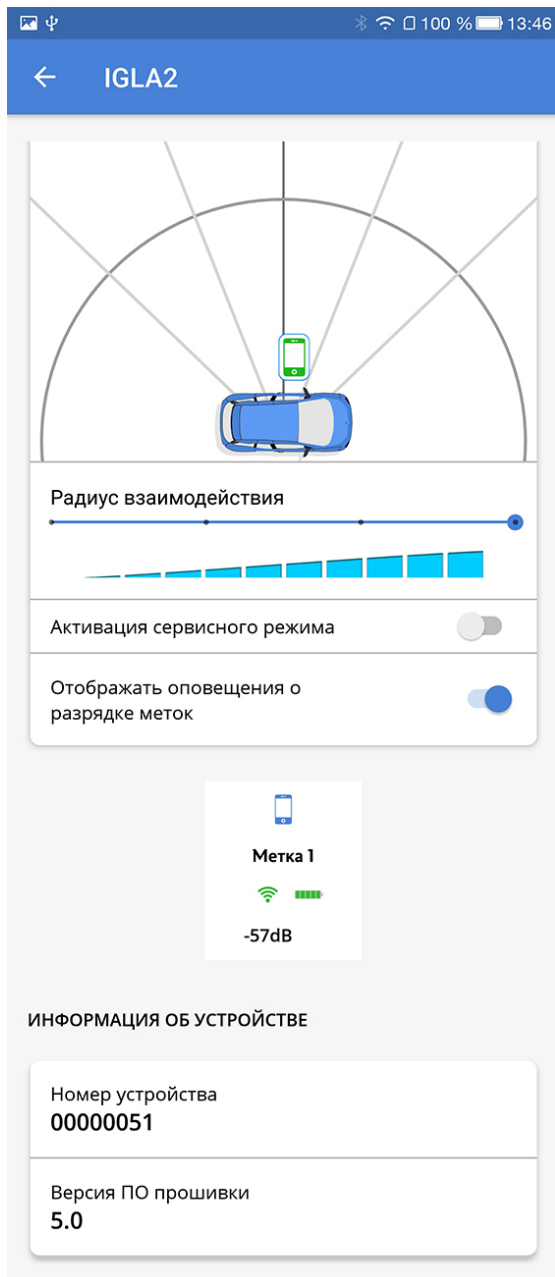 100 % 13:46
IGLA2
Радиус взаимодействия
Активация сервисного режима
Отображать оповещения о
разрядке меток
Метка 1
-57dB
ИНФОРМАЦИЯ ОБ УСТРОЙСТВЕ
Номер устройства
00000051
Версия ПО прошивки
5.0